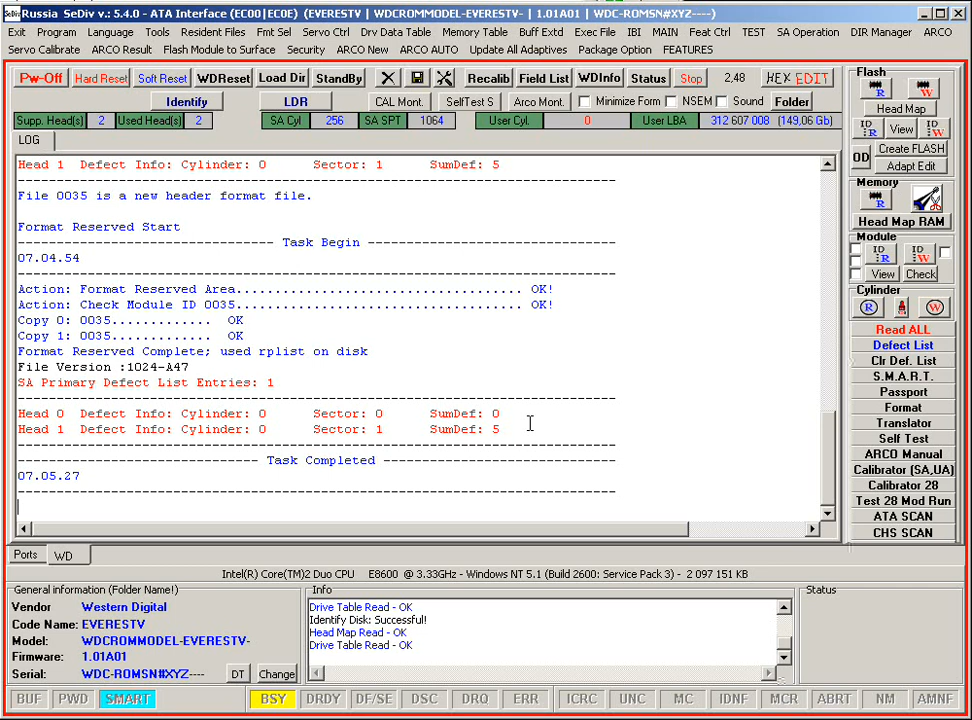 SeDiv Russia SeDiv v.: 5.4.0 - ATA Interface (EC00|EC0E) (EVERESTV | WDCROMMODEL-EVERESTV- | 1.01A01 | WDC-ROMSN#XYZ----)
Exit Program Language Tools Resident Files Fmt Sel Servo Ctrl Drv Data Table Memory Table Buff Extd Exec File IBI MAIN Feat Ctrl TEST SA Operation DIR Manager ARCO
Servo Calibrate ARCO Result Flash Module to Surface Security ARCO New ARCO AUTO Update All Adaptives Package Option FEATURES
Pw-Off Hard Reset Soft Reset WDReset Load Dir StandBy Recalib Field List WDInfo Status Stop 2,48 HEX EDIT
Identify LDR CAL Mont. SelfTest S Arco Mont. Minimize Form NSEM Sound Folder
Supp. Head(s) 2 Used Head(s) 2 SA Cyl 256 SA SPT 1064 User Cyl. 0 User LBA 312 607 008 (149,06 Gb)
LOG
Head 1 Defect Info: Cylinder: 0 Sector: 1 SumDef: 5
File 0035 is a new header format file.
Format Reserved Start
Task Begin
07.04.54
Action: Format Reserved Area.................................... OK!
Action: Check Module ID 0035.................................... OK!
Copy 0: 0035............. OK
Copy 1: 0035............. OK
Format Reserved Complete; used rplist on disk
File Version :1024-A47
SA Primary Defect List Entries: 1
Head 0 Defect Info: Cylinder: 0 Sector: 0 SumDef: 0
Head 1 Defect Info: Cylinder: 0 Sector: 1 SumDef: 5
Task Completed
07.05.27
Flash
R W
Head Map
ID R View ID W
OD Create FLASH
Adapt Edit
Memory
R
Head Map RAM
Module
ID R ID W
View Check
Cylinder
R W
Read ALL
Defect List
Clr Def. List
S.M.A.R.T.
Passport
Format
Translator
Self Test
ARCO Manual
Calibrator (SA,UA)
Calibrator 28
Test 28 Mod Run
ATA SCAN
CHS SCAN
Ports WD
Intel(R) Core(TM)2 Duo CPU E8600 @ 3.33GHz - Windows NT 5.1 (Build 2600: Service Pack 3) - 2 097 151 KB
General information (Folder Name!)
Vendor Western Digital
Code Name: EVERESTV
Model: WDCROMMODEL-EVERESTV-
Firmware: 1.01A01
Serial: WDC-ROMSN#XYZ---- DT Change
Info
Drive Table Read - OK
Identify Disk: Successful!
Head Map Read - OK
Drive Table Read - OK
Status
BUF PWD SMART BSY DRDY DF/SE DSC DRQ ERR ICRC UNC MC IDNF MCR ABRT NM AMNF